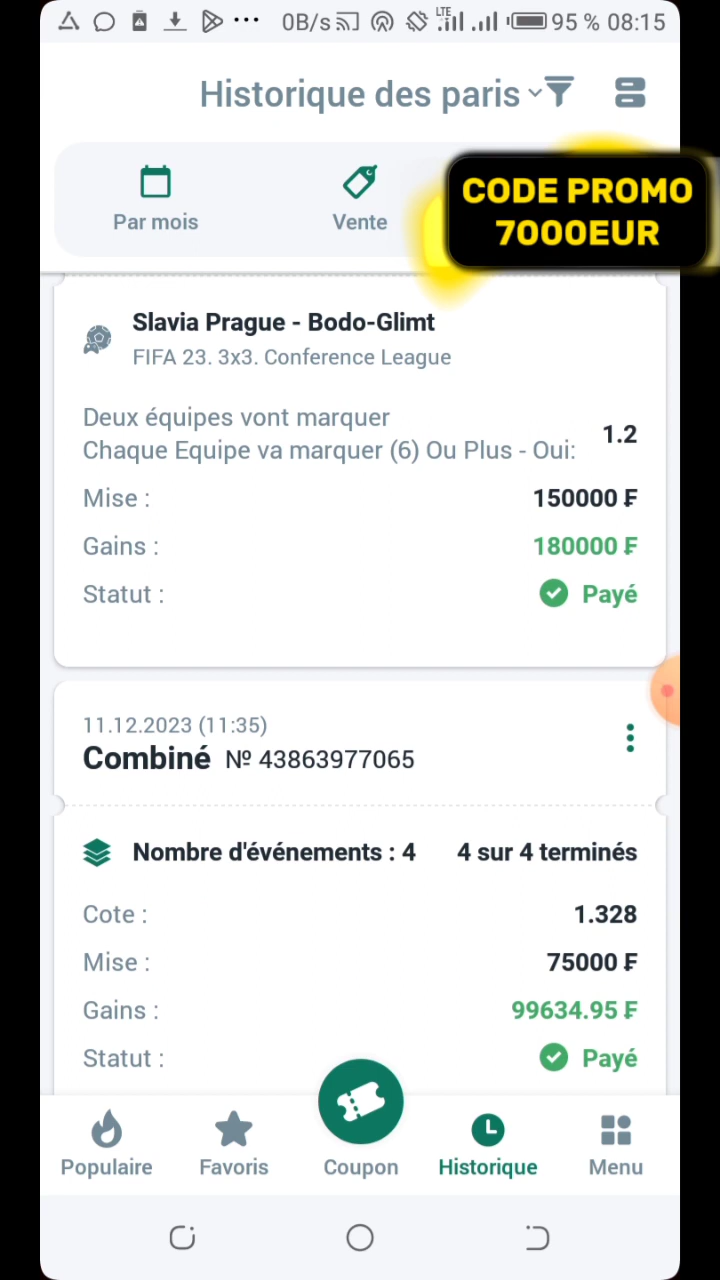 0B/s LTE 95 % 08:15
Historique des paris
Par mois
Vente
CODE PROMO
7000EUR
Slavia Prague - Bodo-Glimt
FIFA 23. 3x3. Conference League
Deux équipes vont marquer
Chaque Equipe va marquer (6) Ou Plus - Oui:
1.2
Mise : 150000 ₣
Gains : 180000 ₣
Statut : Payé
11.12.2023 (11:35)
Combiné № 43863977065
Nombre d'événements : 4 4 sur 4 terminés
Cote : 1.328
Mise : 75000 ₣
Gains : 99634.95 ₣
Statut : Payé
Populaire Favoris Coupon Historique Menu